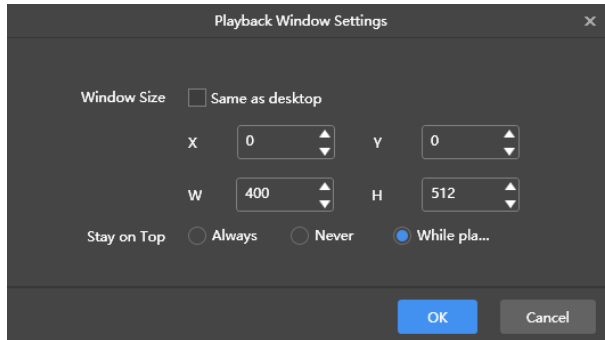 Playback Window Settings
Window Size Same as desktop
X 0 Y 0
W 400 H 512
Stay on Top Always Never While pla...
OK Cancel